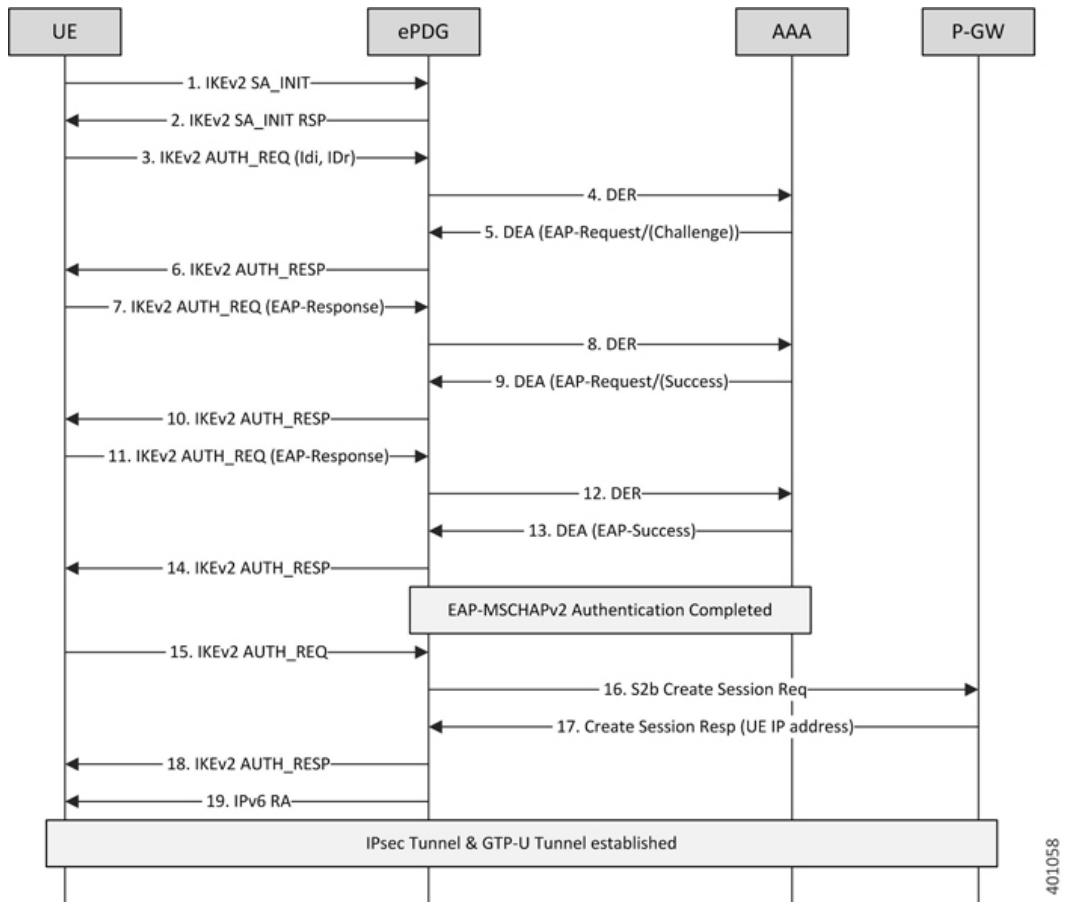 UE
ePDG
AAA
P-GW
1. IKEv2 SA_INIT
2. IKEv2 SA_INIT RSP
3. IKEv2 AUTH_REQ (Idi, IDr)
4. DER
5. DEA (EAP-Request/(Challenge))
6. IKEv2 AUTH_RESP
7. IKEv2 AUTH_REQ (EAP-Response)
8. DER
9. DEA (EAP-Request/(Success)
10. IKEv2 AUTH_RESP
11. IKEv2 AUTH_REQ (EAP-Response)
12. DER
13. DEA (EAP-Success)
14. IKEv2 AUTH_RESP
EAP-MSCHAPv2 Authentication Completed
15. IKEv2 AUTH_REQ
16. S2b Create Session Req
17. Create Session Resp (UE IP address)
18. IKEv2 AUTH_RESP
19. IPv6 RA
IPsec Tunnel & GTP-U Tunnel established
401058